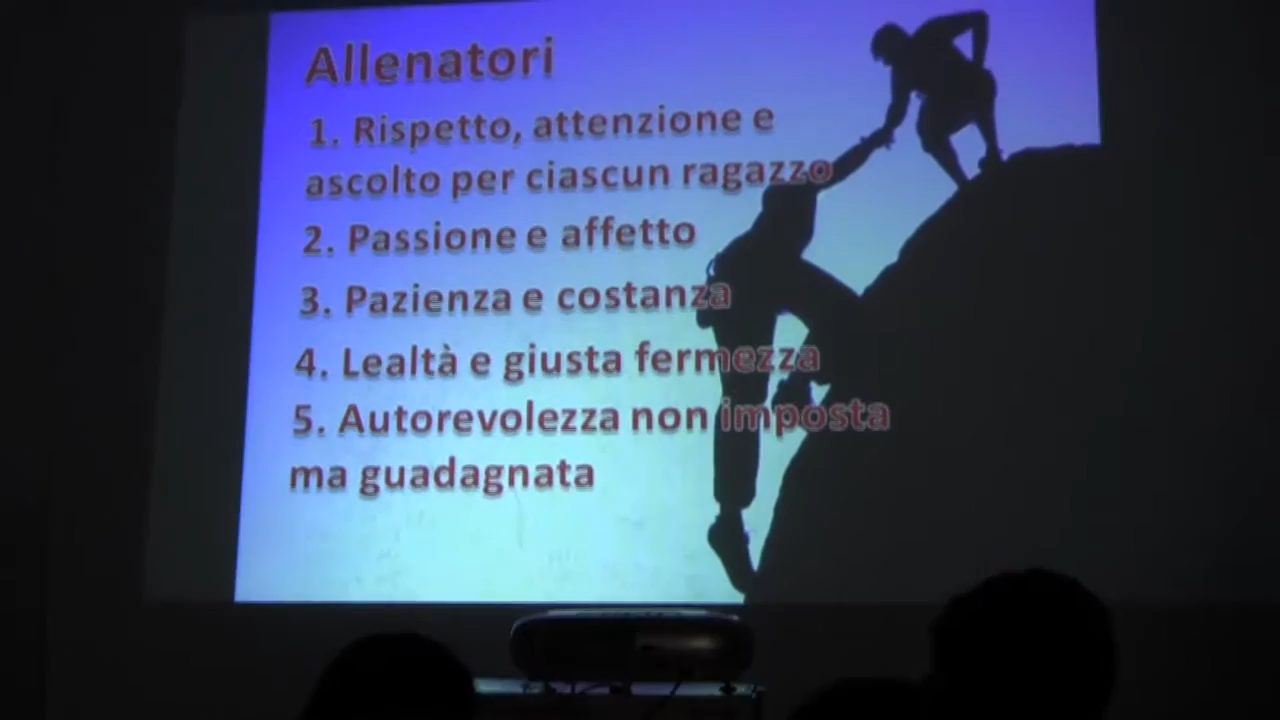 Allenatori
1. Rispetto, attenzione e
ascolto per ciascun ragazzo
2. Passione e affetto
3. Pazienza e costanza
4. Lealtà e giusta fermezza
5. Autorevolezza non imposta
ma guadagnata